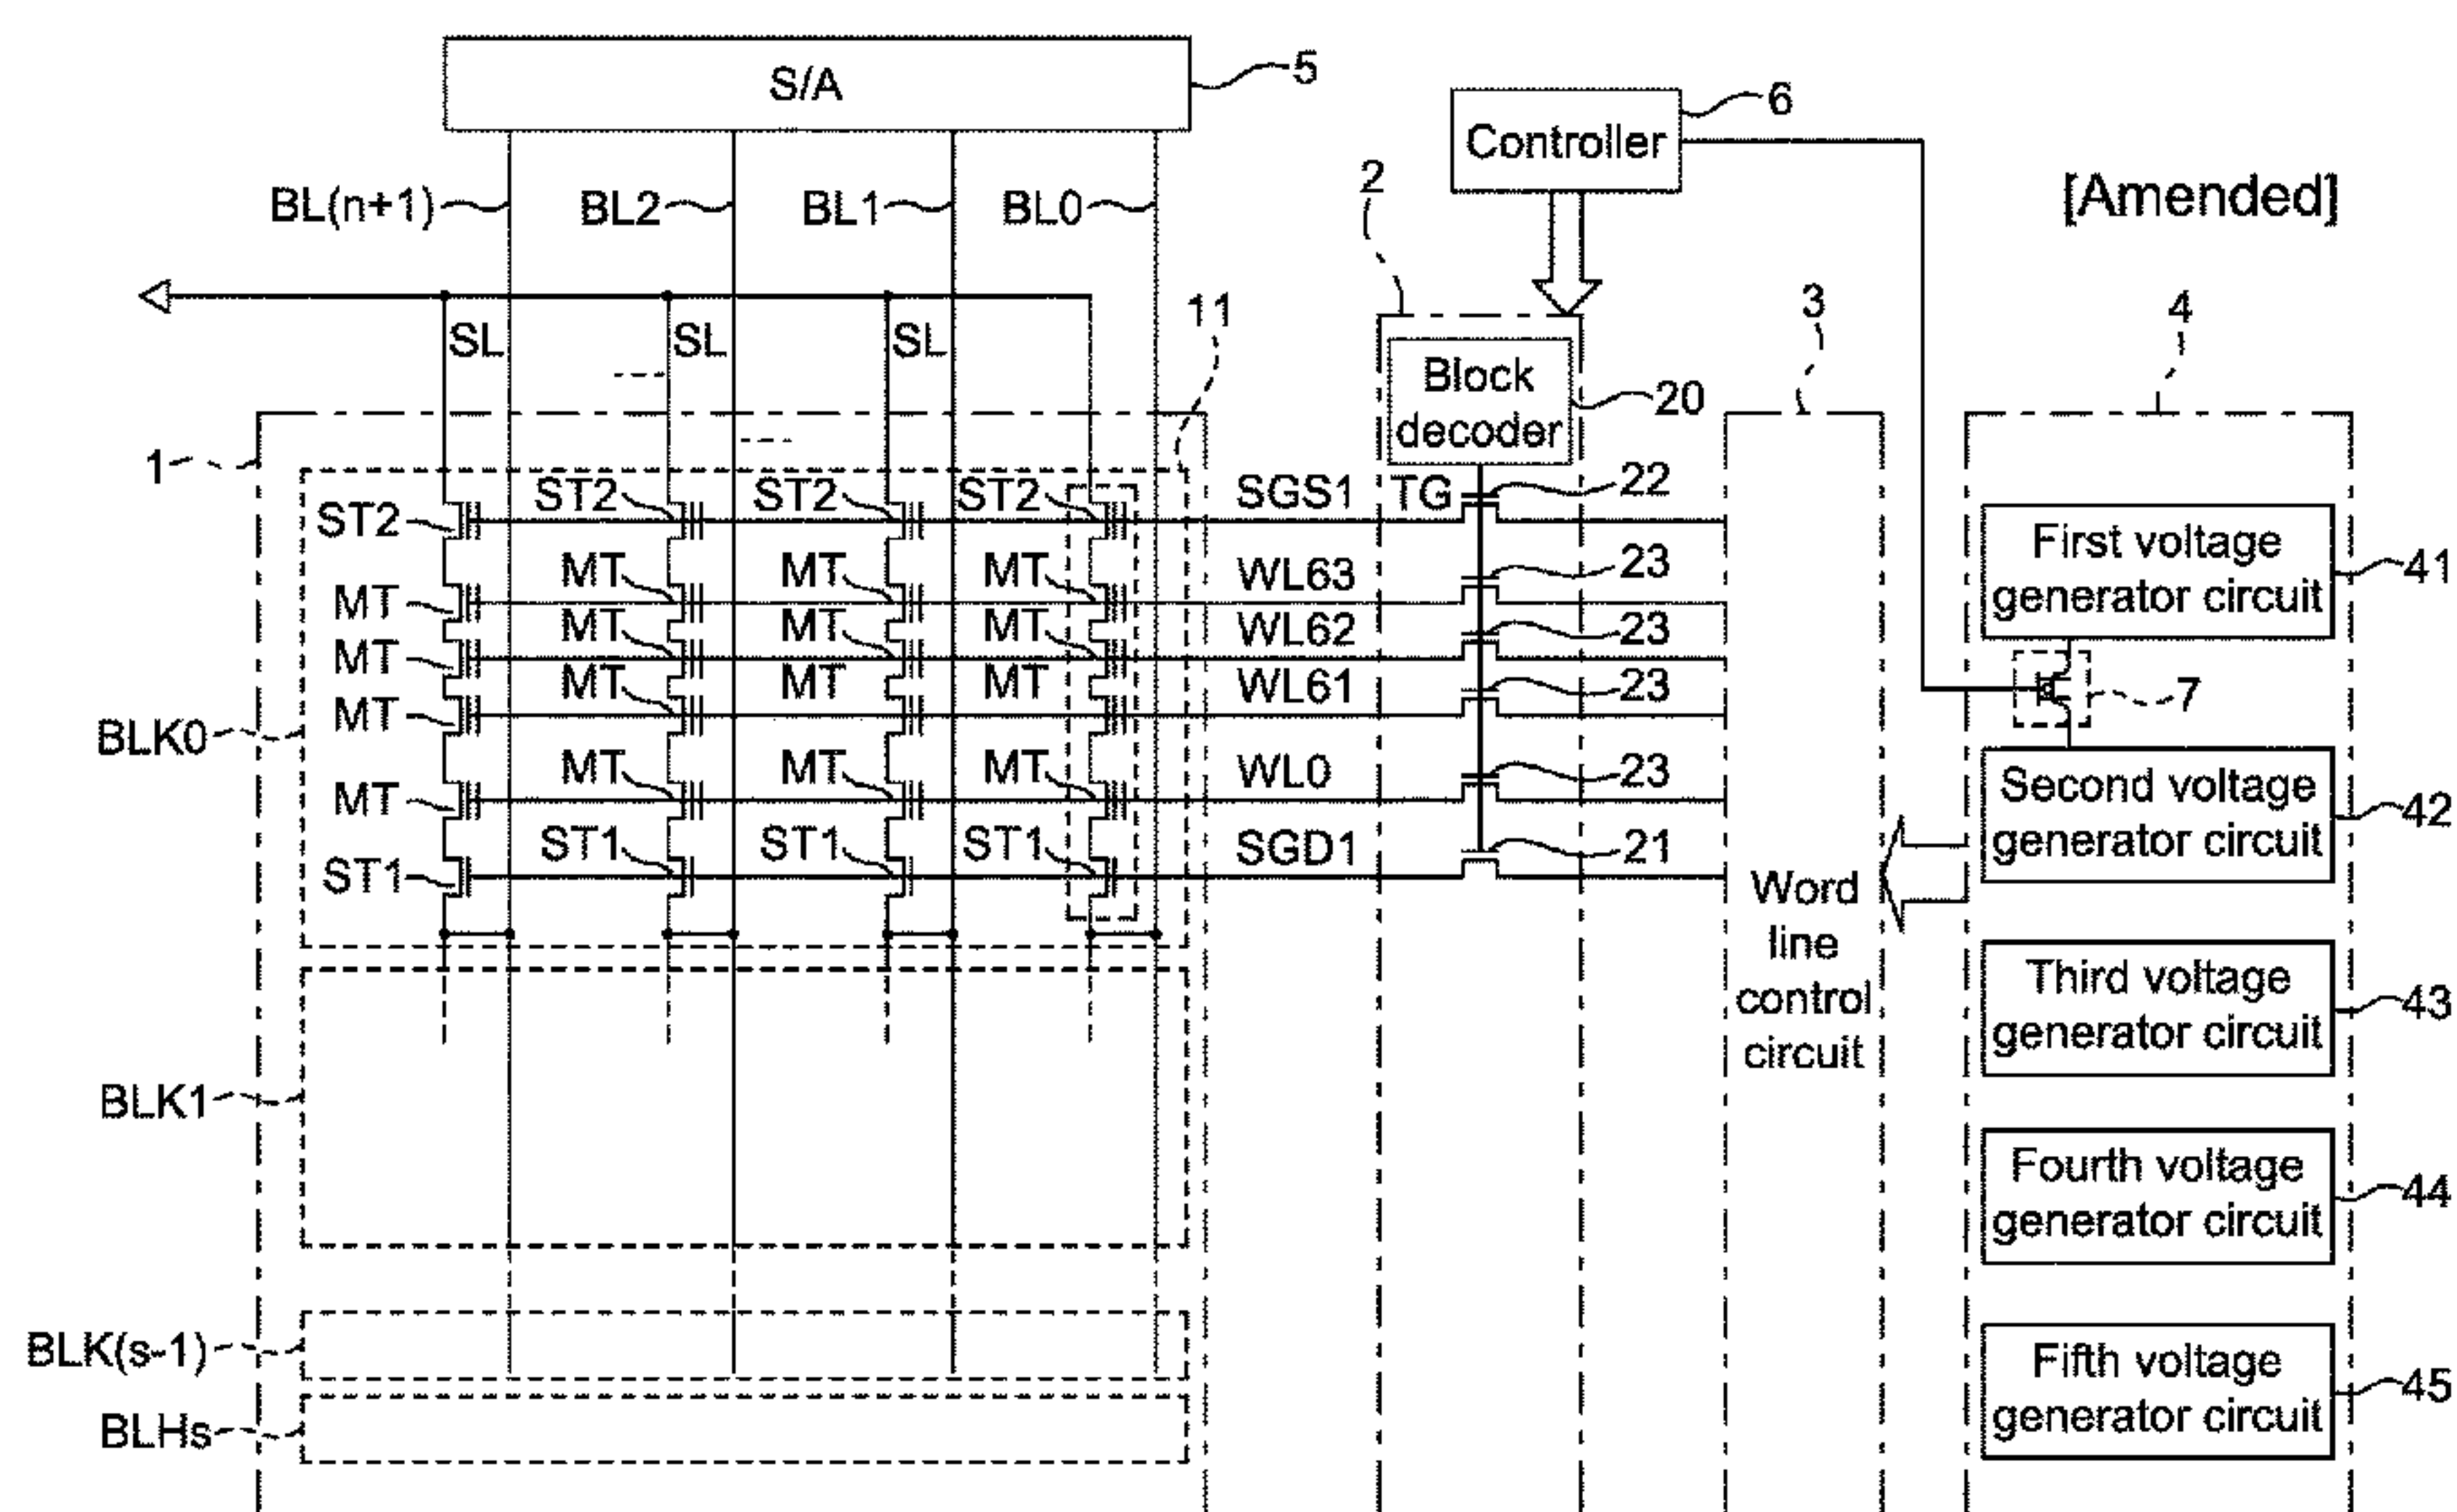 S/A
5
Controller
6
[Amended]
BL(n+1)
BL2
BL1
BL0
2
SL
SL
SL
11
3
4
Block
decoder
20
1
ST2
ST2
ST2
ST2
SGS1
TG
22
First voltage
generator circuit
41
MT
MT
MT
MT
WL63
23
MT
MT
MT
MT
WL62
23
MT
MT
MT
MT
WL61
23
7
BLK0
MT
MT
MT
MT
WL0
23
Second voltage
generator circuit
42
ST1
ST1
ST1
ST1
SGD1
21
Word
line
control
circuit
Third voltage
generator circuit
43
BLK1
Fourth voltage
generator circuit
44
BLK(s-1)
Fifth voltage
generator circuit
45
BLHs